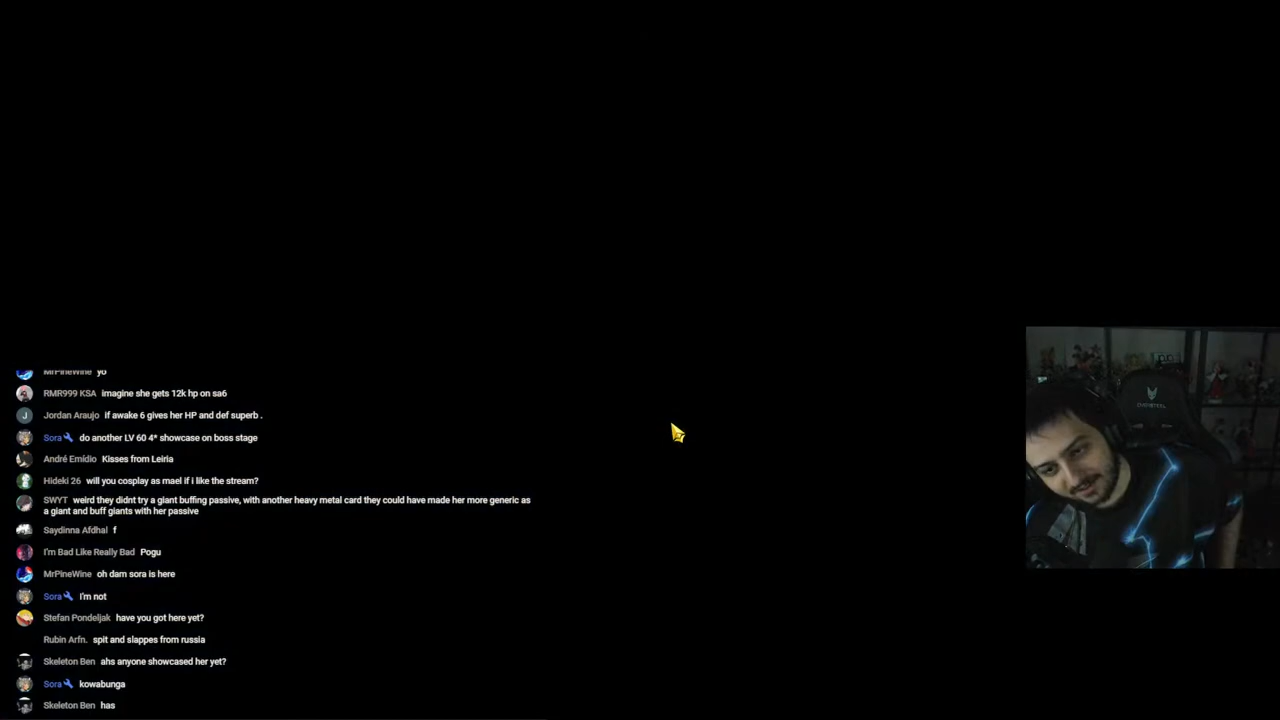 MrPineWine yo
RMR999 KSA imagine she gets 12k hp on sa6
J Jordan Araujo if awake 6 gives her HP and def superb .
Sora do another LV 60 4* showcase on boss stage
André Emídio Kisses from Leiria
Hideki 26 will you cosplay as mael if i like the stream?
SWYT weird they didnt try a giant buffing passive, with another heavy metal card they could have made her more generic as
a giant and buff giants with her passive
Saydinna Afdhal f
I'm Bad Like Really Bad Pogu
MrPineWine oh dam sora is here
Sora I'm not
Stefan Pondeljak have you got here yet?
Rubin Arfn. spit and slappes from russia
Skeleton Ben ahs anyone showcased her yet?
Sora kowabunga
Skeleton Ben has